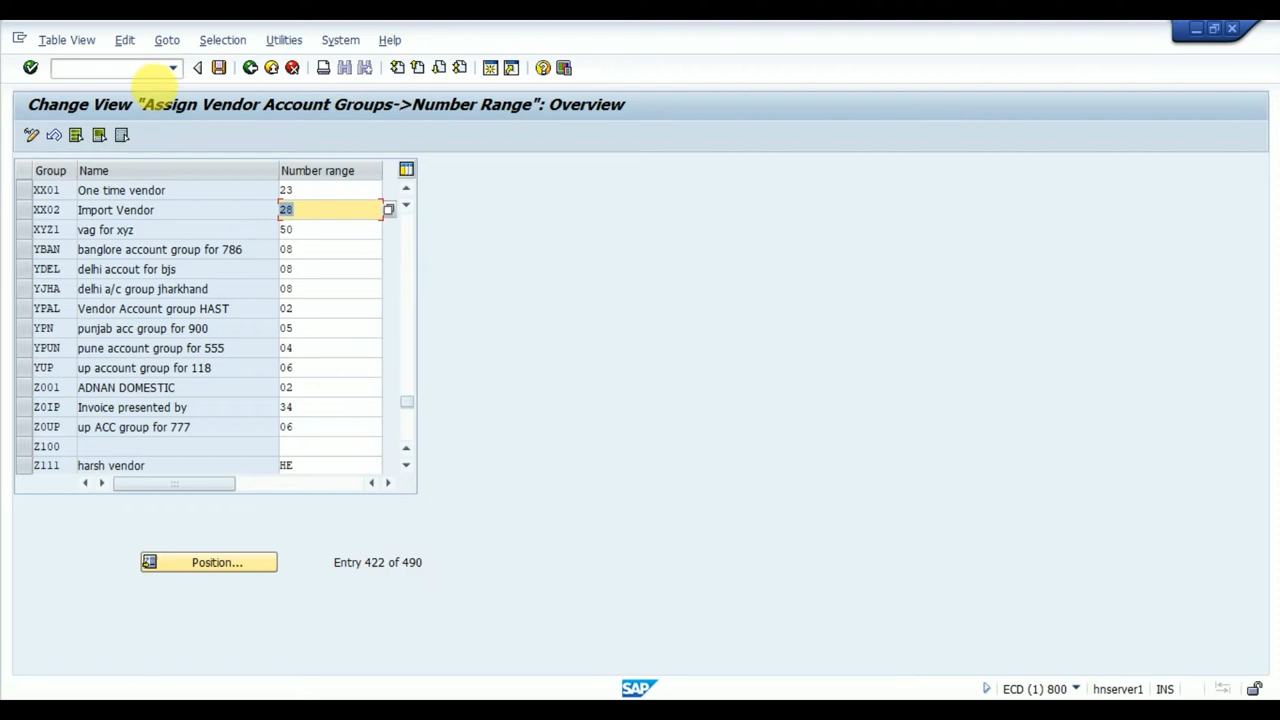 Table View Edit Goto Selection Utilities System Help
Change View "Assign Vendor Account Groups->Number Range": Overview
Group Name Number range
XX01 One time vendor 23
XX02 Import Vendor 28
XYZ1 vag for xyz 50
YBAN banglore account group for 786 08
YDEL delhi accout for bjs 08
YJHA delhi a/c group jharkhand 08
YPAL Vendor Account group HAST 02
YPN punjab acc group for 900 05
YPUN pune account group for 555 04
YUP up account group for 118 06
Z001 ADNAN DOMESTIC 02
Z0IP Invoice presented by 34
Z0UP up ACC group for 777 06
Z100
Z111 harsh vendor HE
Position... Entry 422 of 490
SAP ECD (1) 800 hnserver1 INS